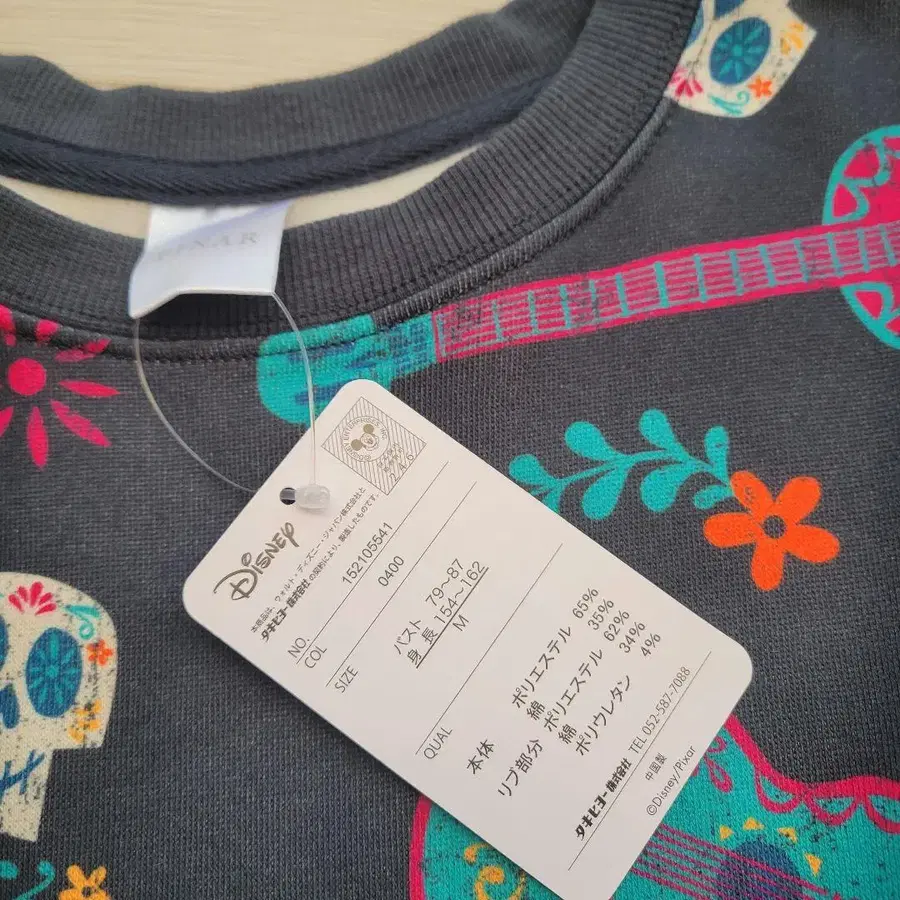 PIXAR
Disney
本商品は、ウォルト・ディズニー・ジャパン株式会社と
タキヒヨー株式会社の契約により、製造したものです。
NO. 152105541
COL 0400
SIZE
バスト 79～87
身長 154～162
M
QUAL
本体 ポリエステル 65%
綿 35%
リブ部分 ポリエステル 62%
綿 34%
ポリウレタン 4%
タキヒヨー株式会社 TEL 052-587-7088
中国製
©Disney/Pixar